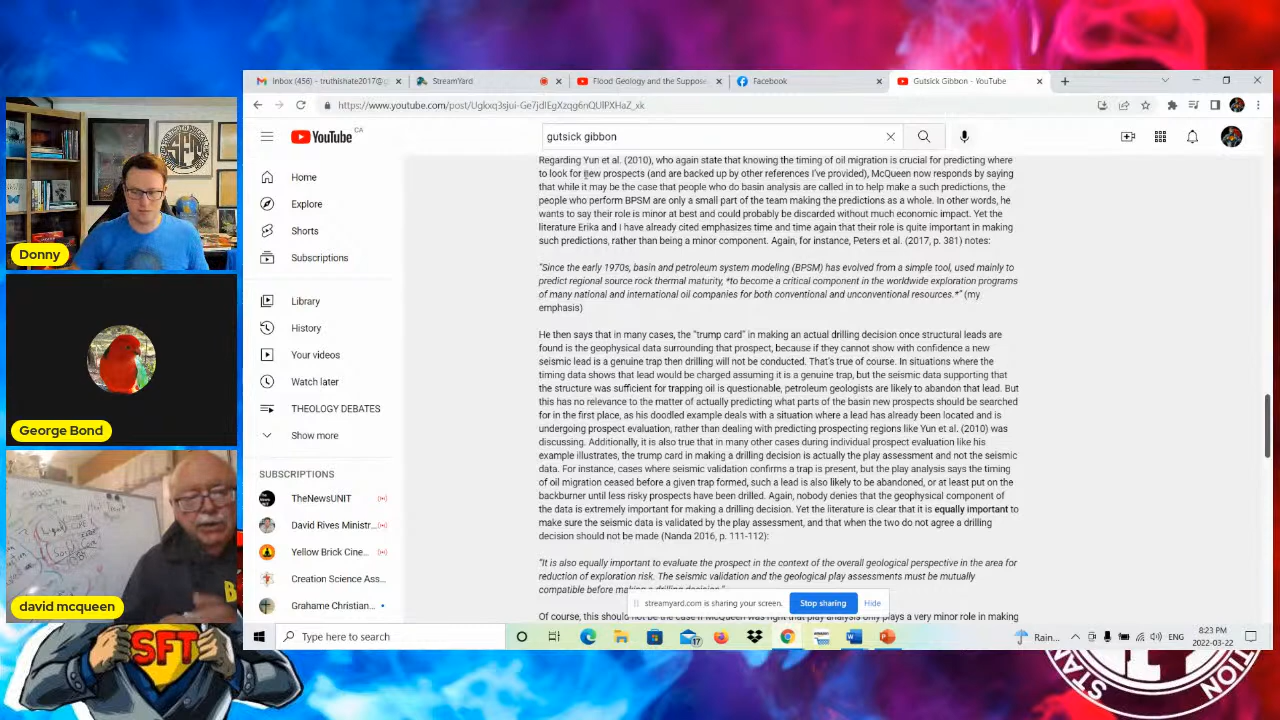 Inbox (456) - truthishate2017@g
StreamYard
Flood Geology and the Suppose
Facebook
Gutsick Gibbon - YouTube
https://www.youtube.com/post/Ugkxq3sjui-Ge7jdIEgXzqg6nQUlPXHaZ_xk
YouTube CA
gutsick gibbon
Home
Explore
Shorts
Subscriptions
Library
History
Your videos
Watch later
THEOLOGY DEBATES
Show more
SUBSCRIPTIONS
TheNewsUNIT
David Rives Ministr...
Yellow Brick Cine...
Creation Science Ass...
Grahame Christian...
Regarding Yun et al. (2010), who again state that knowing the timing of oil migration is crucial for predicting where
to look for new prospects (and are backed up by other references I've provided), McQueen now responds by saying
that while it may be the case that people who do basin analysis are called in to help make a such predictions, the
people who perform BPSM are only a small part of the team making the predictions as a whole. In other words, he
wants to say their role is minor at best and could probably be discarded without much economic impact. Yet the
literature Erika and I have already cited emphasizes time and time again that their role is quite important in making
such predictions, rather than being a minor component. Again, for instance, Peters et al. (2017, p. 381) notes:
"Since the early 1970s, basin and petroleum system modeling (BPSM) has evolved from a simple tool, used mainly to
predict regional source rock thermal maturity, *to become a critical component in the worldwide exploration programs
of many national and international oil companies for both conventional and unconventional resources.*" (my
emphasis)
He then says that in many cases, the "trump card" in making an actual drilling decision once structural leads are
found is the geophysical data surrounding that prospect, because if they cannot show with confidence a new
seismic lead is a genuine trap then drilling will not be conducted. That's true of course. In situations where the
timing data shows that lead would be charged assuming it is a genuine trap, but the seismic data supporting that
the structure was sufficient for trapping oil is questionable, petroleum geologists are likely to abandon that lead. But
this has no relevance to the matter of actually predicting what parts of the basin new prospects should be searched
for in the first place, as his doodled example deals with a situation where a lead has already been located and is
undergoing prospect evaluation, rather than dealing with predicting prospecting regions like Yun et al. (2010) was
discussing. Additionally, it is also true that in many other cases during individual prospect evaluation like his
example illustrates, the trump card in making a drilling decision is actually the play assessment and not the seismic
data. For instance, cases where seismic validation confirms a trap is present, but the play analysis says the timing
of oil migration ceased before a given trap formed, such a lead is also likely to be abandoned, or at least put on the
backburner until less risky prospects have been drilled. Again, nobody denies that the geophysical component of
the data is extremely important for making a drilling decision. Yet the literature is clear that it is equally important to
make sure the seismic data is validated by the play assessment, and that when the two do not agree a drilling
decision should not be made (Nanda 2016, p. 111-112):
"It is also equally important to evaluate the prospect in the context of the overall geological perspective in the area for
reduction of exploration risk. The seismic validation and the geological play assessments must be mutually
compatible before making a drilling decision."
Of course, this should not be the case if McQueen was right that play analysis only plays a very minor role in making
streamyard.com is sharing your screen.
Stop sharing
Hide
Type here to search
17
Rain...
ENG
8:23 PM
2022-03-22
Donny
George Bond
david mcqueen
SFT